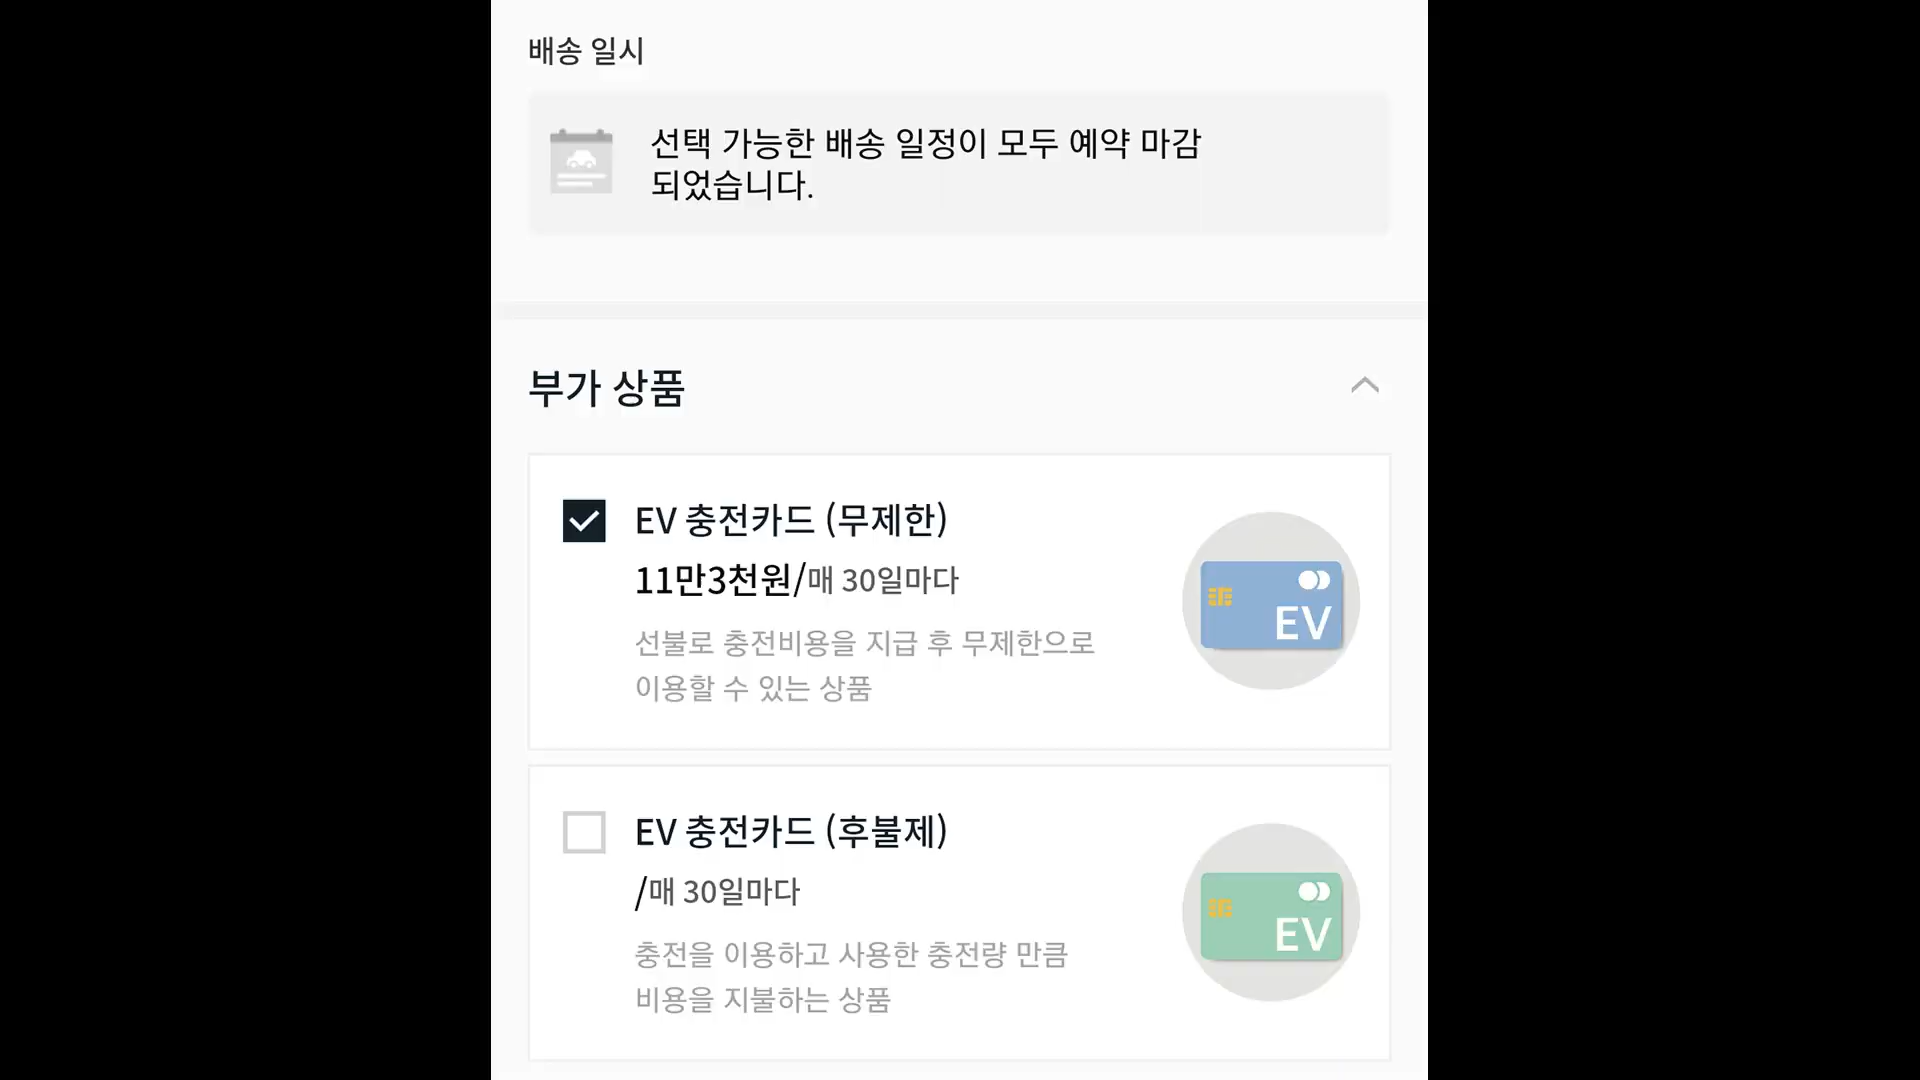 배송 일시
선택 가능한 배송 일정이 모두 예약 마감
되었습니다.
부가 상품
EV 충전카드 (무제한)
11만3천원/매 30일마다
선불로 충전비용을 지급 후 무제한으로
이용할 수 있는 상품
EV
EV 충전카드 (후불제)
/매 30일마다
충전을 이용하고 사용한 충전량 만큼
비용을 지불하는 상품
EV